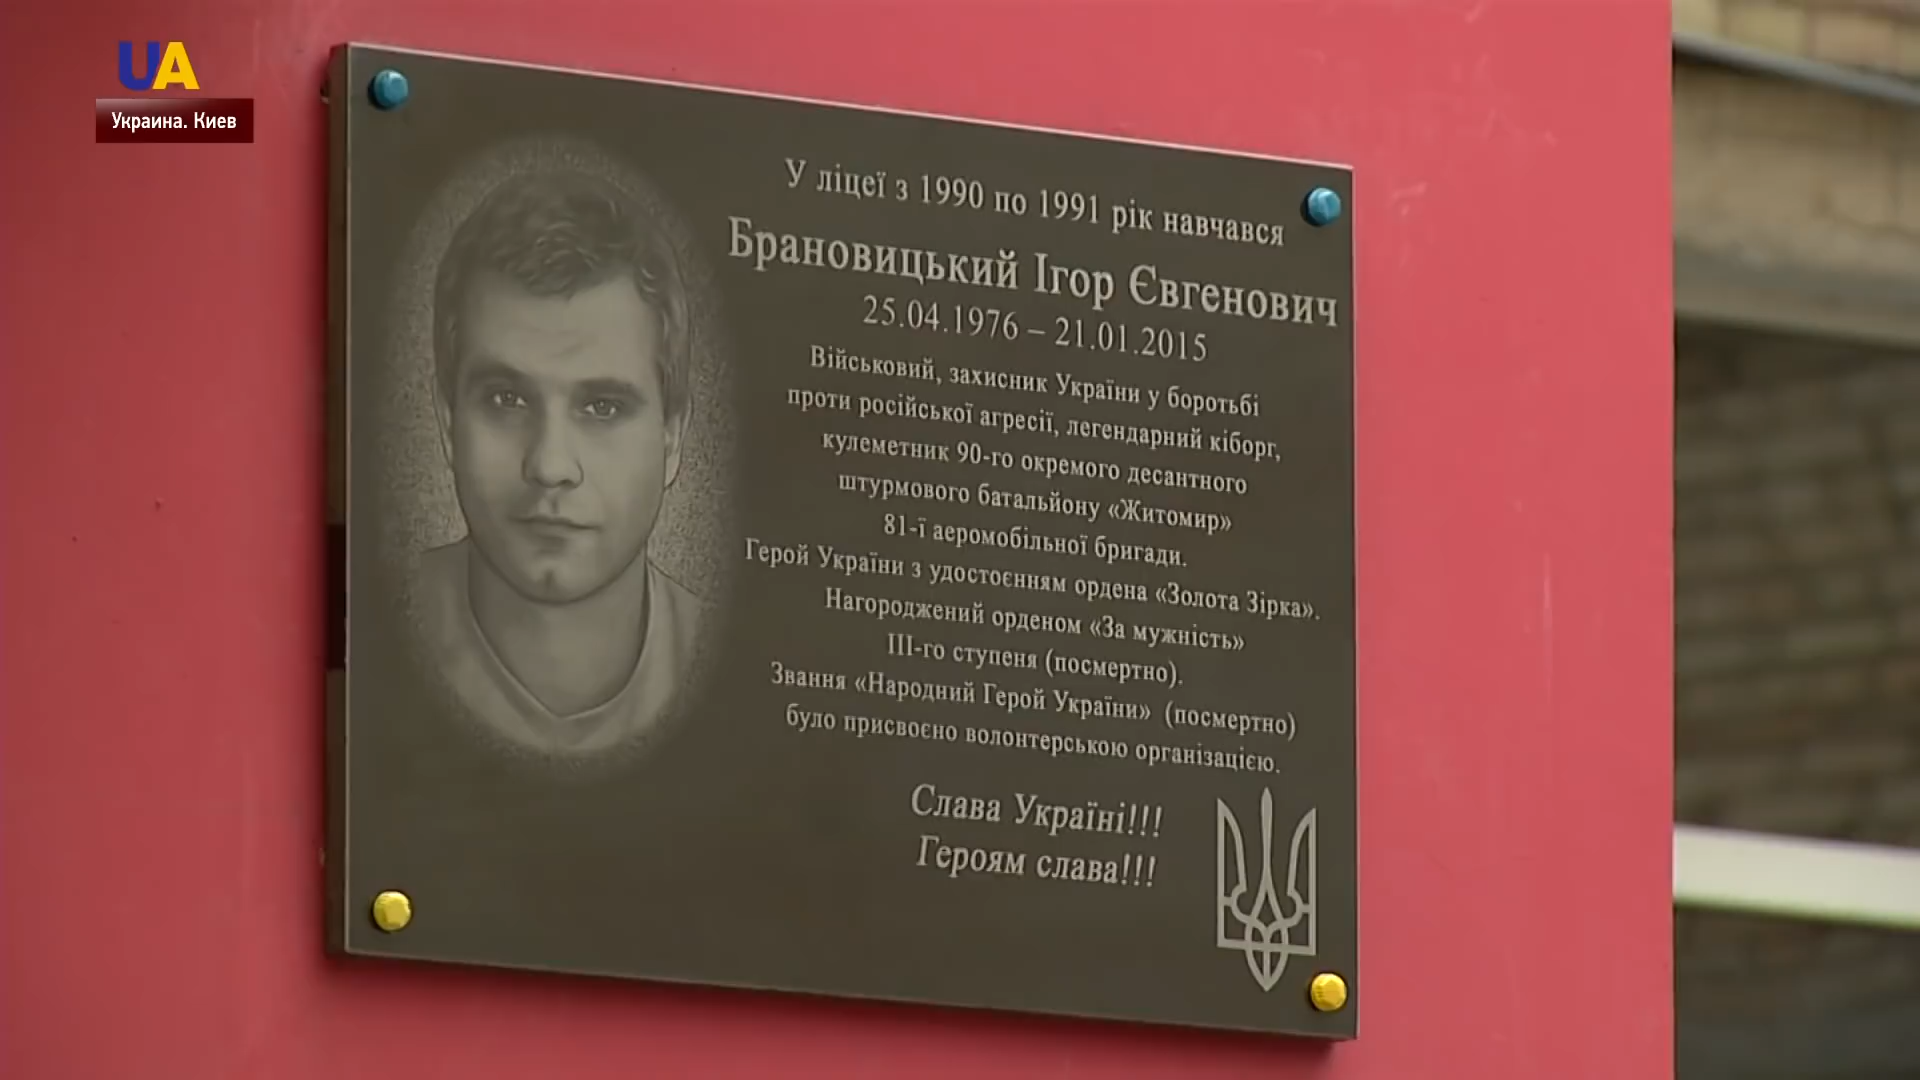 UA
Украина. Киев
У ліцеї з 1990 по 1991 рік навчався
Брановицький Ігор Євгенович
25.04.1976 – 21.01.2015
Військовий, захисник України у боротьбі
проти російської агресії, легендарний кіборг,
кулеметник 90-го окремого десантного
штурмового батальйону «Житомир»
81-ї аеромобільної бригади.
Герой України з удостоєнням ордена «Золота Зірка».
Нагороджений орденом «За мужність»
ІІІ-го ступеня (посмертно).
Звання «Народний Герой України» (посмертно)
було присвоєно волонтерською організацією.
Слава Україні!!!
Героям слава!!!